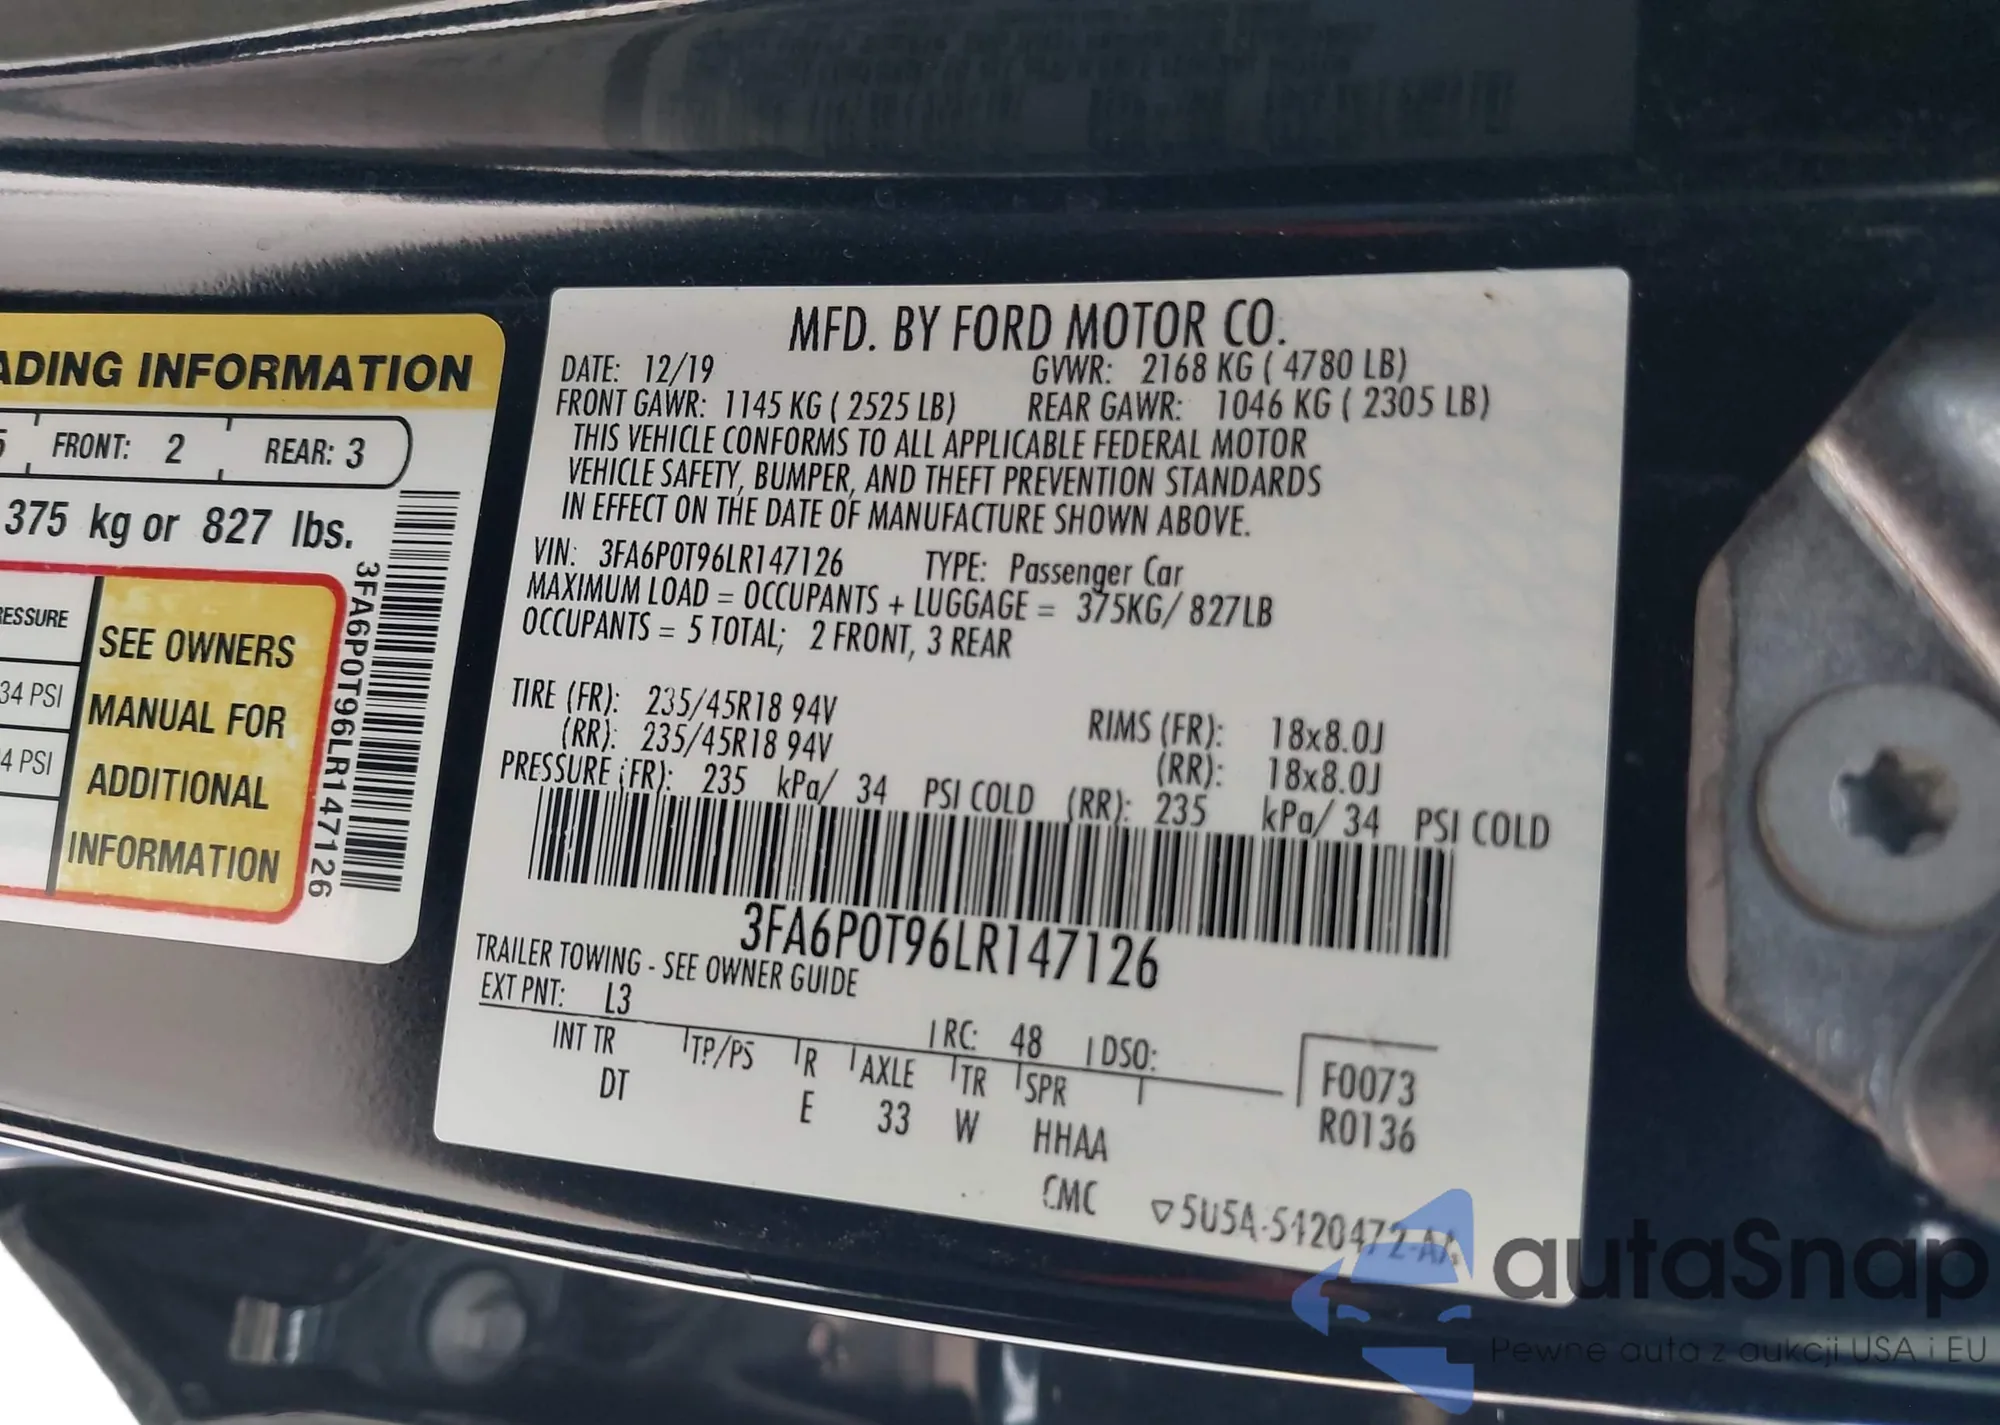 ADING INFORMATION
FRONT: 2
REAR: 3
375 kg or 827 lbs.
ESSURE
34 PSI
4 PSI
SEE OWNERS
MANUAL FOR
ADDITIONAL
INFORMATION
3FA6P0T96LR147126
MFD. BY FORD MOTOR CO.
DATE: 12/19 GVWR: 2168 KG ( 4780 LB)
FRONT GAWR: 1145 KG ( 2525 LB) REAR GAWR: 1046 KG ( 2305 LB)
THIS VEHICLE CONFORMS TO ALL APPLICABLE FEDERAL MOTOR
VEHICLE SAFETY, BUMPER, AND THEFT PREVENTION STANDARDS
IN EFFECT ON THE DATE OF MANUFACTURE SHOWN ABOVE.
VIN: 3FA6P0T96LR147126 TYPE: Passenger Car
MAXIMUM LOAD = OCCUPANTS + LUGGAGE = 375KG/ 827LB
OCCUPANTS = 5 TOTAL; 2 FRONT, 3 REAR
TIRE (FR): 235/45R18 94V RIMS (FR): 18x8.0J
(RR): 235/45R18 94V (RR): 18x8.0J
PRESSURE (FR): 235 kPa/ 34 PSI COLD (RR): 235 kPa/ 34 PSI COLD
3FA6P0T96LR147126
TRAILER TOWING - SEE OWNER GUIDE
EXT PNT: L3 RC: 48 DSO:
INT TR TP/PS R AXLE TR SPR F0073
DT E 33 W HHAA R0136
CMC 5U5A-5420472-AA
autaSnap
Pewne auta z aukcji USA i EU